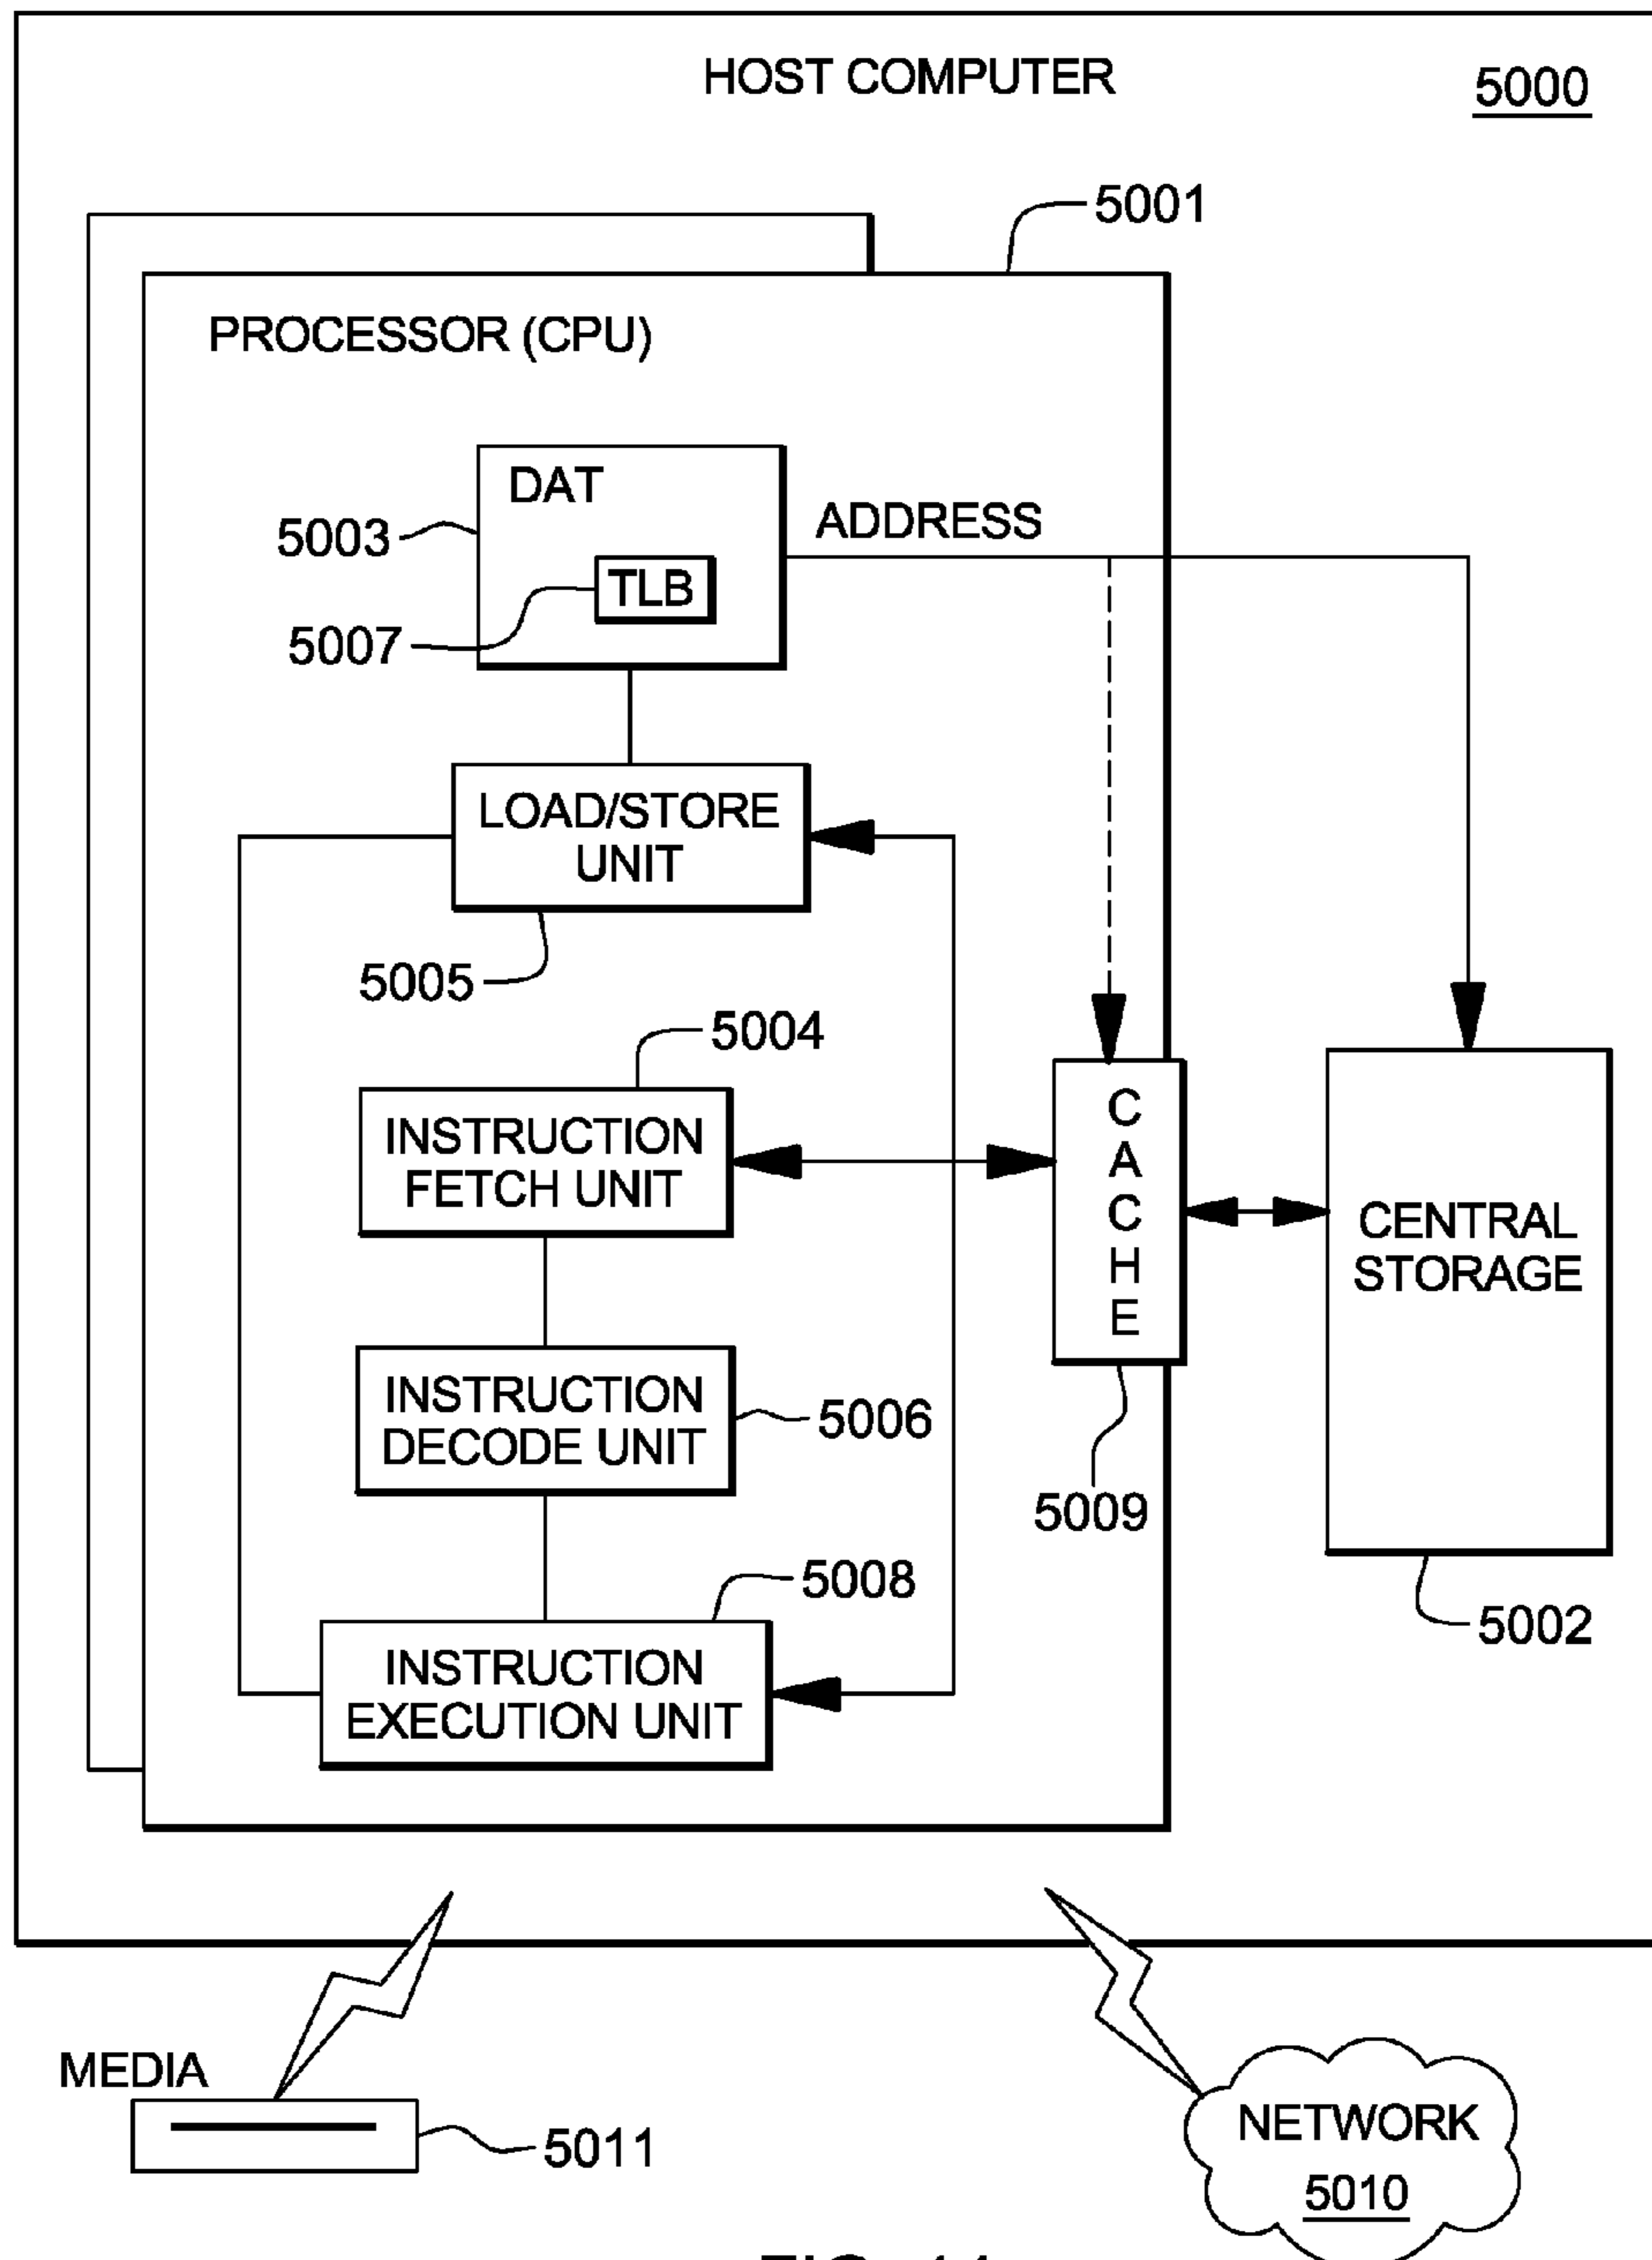 HOST COMPUTER
5000
5001
PROCESSOR (CPU)
DAT
5003
ADDRESS
TLB
5007
LOAD/STORE
UNIT
5005
5004
INSTRUCTION
FETCH UNIT
C
A
C
H
E
CENTRAL
STORAGE
INSTRUCTION
DECODE UNIT
5006
5009
5008
5002
INSTRUCTION
EXECUTION UNIT
MEDIA
5011
NETWORK
5010